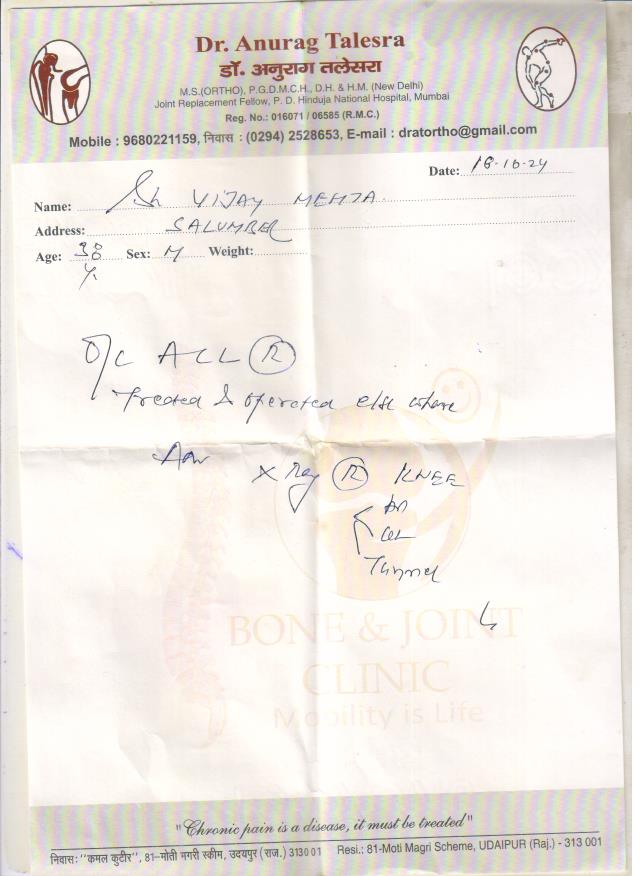 Dr. Anurag Talesra
डॉ. अनुराग तलेसरा
M.S.(ORTHO), P.G.D.M.C.H., D.H. & H.M. (New Delhi)
Joint Replacement Fellow, P. D. Hinduja National Hospital, Mumbai
Reg. No.: 016071 / 06585 (R.M.C.)
Mobile : 9680221159, निवास : (0294) 2528653, E-mail : dratortho@gmail.com
Date: 18-10-24
Name: Sh VIJAY MEHTA
Address: SALUMBER
Age: 38 Sex: M Weight:
Y.
O/C ACL R
Treated & operated else where
X Ray R KNEE
Tunnel
BONE & JOINT
CLINIC
Mobility is Life
"Chronic pain is a disease, it must be treated"
निवास: "कमल कुटीर", 81-मोती मगरी स्कीम, उदयपुर (राज.) 313001 Resi.: 81-Moti Magri Scheme, UDAIPUR (Raj.) - 313 001